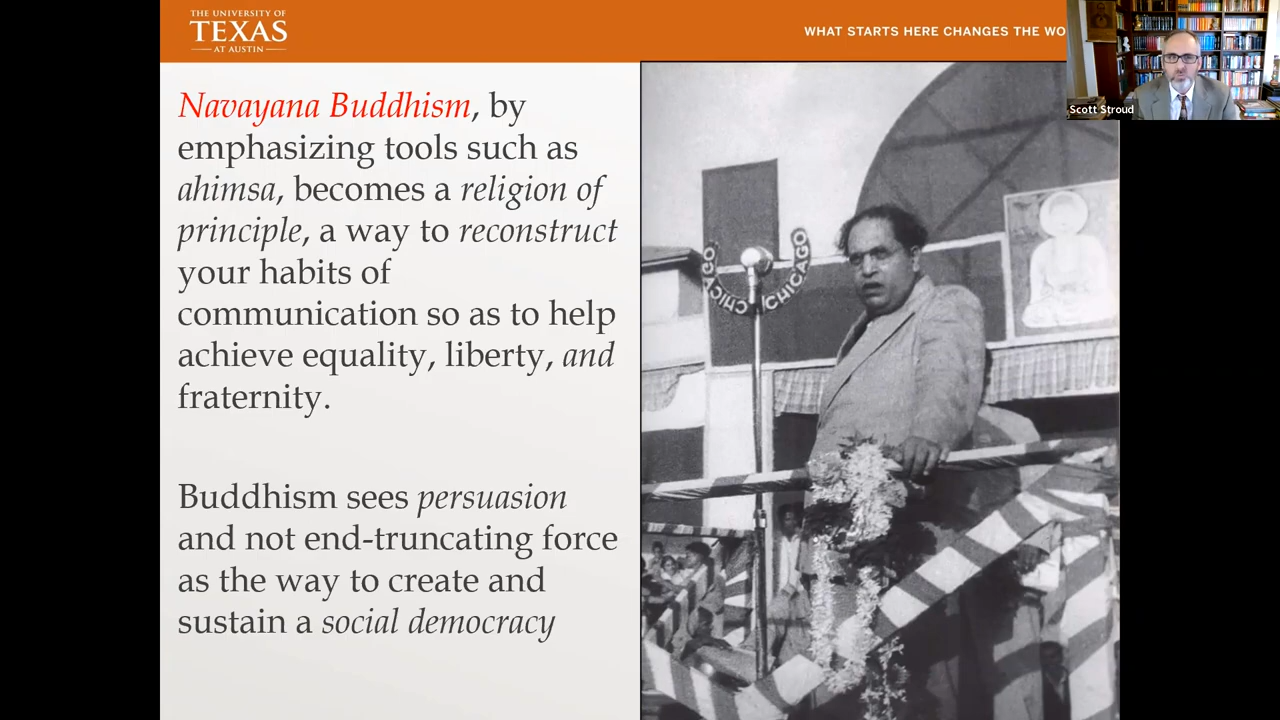 THE UNIVERSITY OF
TEXAS
AT AUSTIN
WHAT STARTS HERE CHANGES THE WO
Scott Stroud
Navayana Buddhism, by
emphasizing tools such as
ahimsa, becomes a religion of
principle, a way to reconstruct
your habits of
communication so as to help
achieve equality, liberty, and
fraternity.
Buddhism sees persuasion
and not end-truncating force
as the way to create and
sustain a social democracy
CHICAGO
CHICAGO